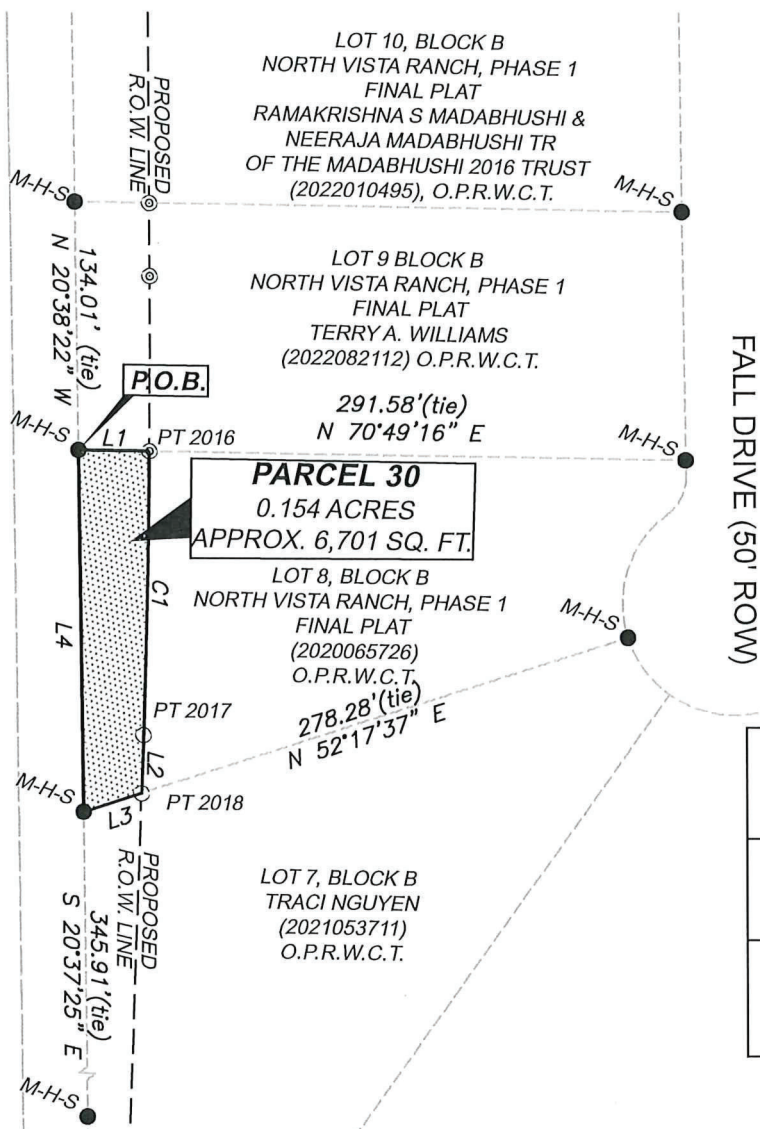 LOT 10, BLOCK B
NORTH VISTA RANCH, PHASE 1
FINAL PLAT
RAMAKRISHNA S MADABHUSHI &
NEERAJA MADABHUSHI TR
OF THE MADABHUSHI 2016 TRUST
(2022010495), O.P.R.W.C.T.
PROPOSED
R.O.W. LINE
M-H-S
M-H-S
134.01' (tie)
N 20°38'22" W
LOT 9 BLOCK B
NORTH VISTA RANCH, PHASE 1
FINAL PLAT
TERRY A. WILLIAMS
(2022082112) O.P.R.W.C.T.
FALL DRIVE (50' ROW)
P.O.B.
291.58'(tie)
N 70°49'16" E
M-H-S
L1
PT 2016
M-H-S
PARCEL 30
0.154 ACRES
APPROX. 6,701 SQ. FT.
C1
L4
LOT 8, BLOCK B
NORTH VISTA RANCH, PHASE 1
FINAL PLAT
(2020065726)
O.P.R.W.C.T.
M-H-S
278.28'(tie)
N 52°17'37" E
PT 2017
L2
M-H-S
L3
PT 2018
PROPOSED
R.O.W. LINE
345.91'(tie)
S 20°37'25" E
LOT 7, BLOCK B
TRACI NGUYEN
(2021053711)
O.P.R.W.C.T.
M-H-S